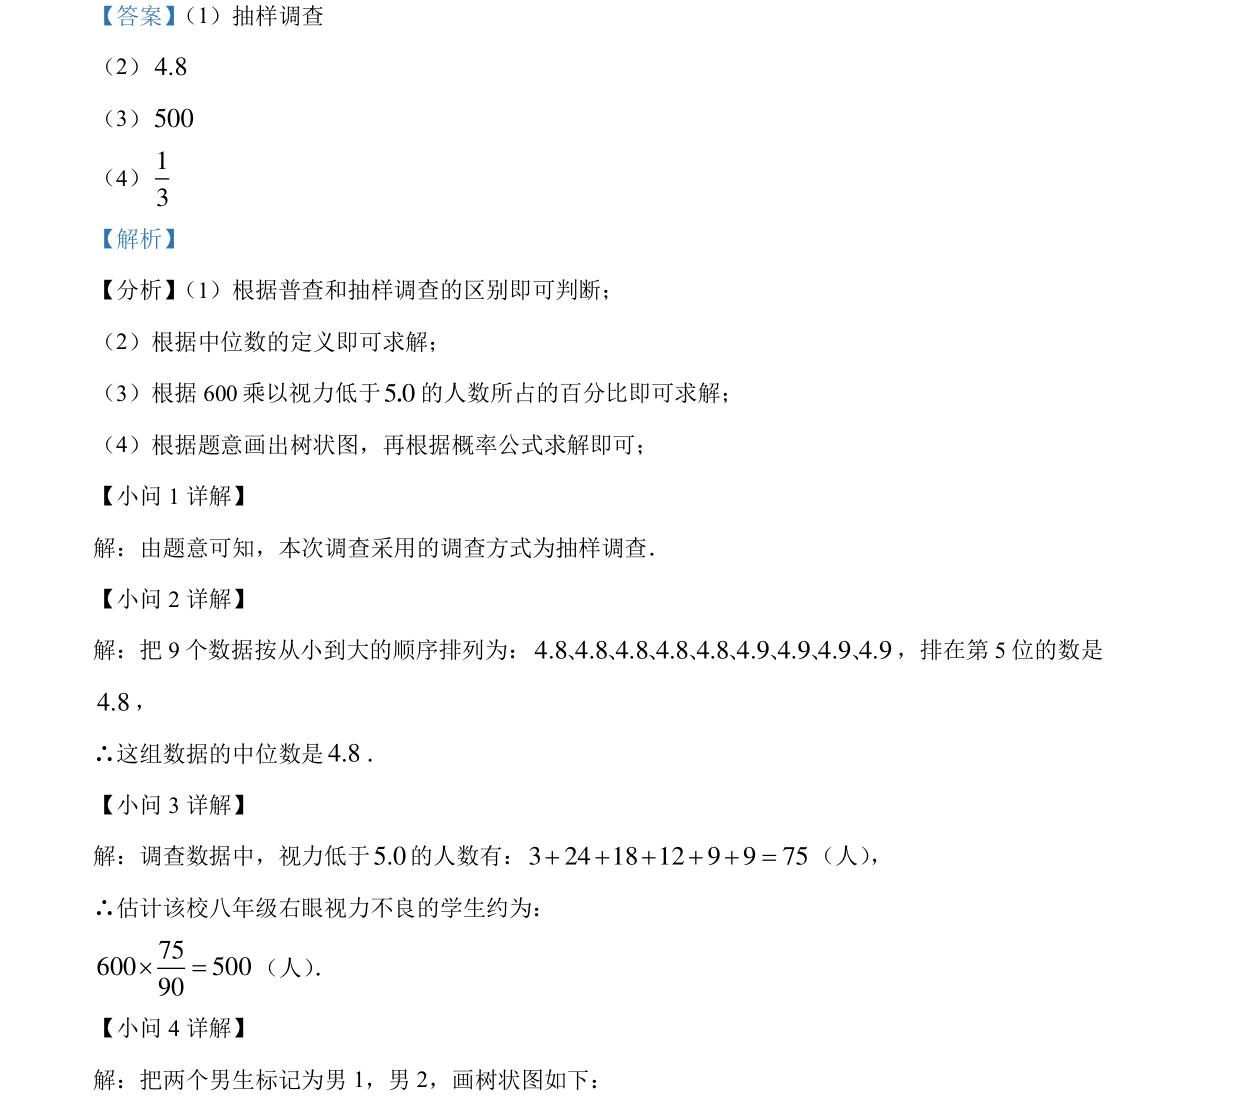 【答案】（1）抽样调查
（2）4.8
（3）500
（4）1/3
【解析】
【分析】（1）根据普查和抽样调查的区别即可判断；
（2）根据中位数的定义即可求解；
（3）根据 600 乘以视力低于5.0 的人数所占的百分比即可求解；
（4）根据题意画出树状图，再根据概率公式求解即可；
【小问 1 详解】
解：由题意可知，本次调查采用的调查方式为抽样调查．
【小问 2 详解】
解：把 9 个数据按从小到大的顺序排列为：4.8、4.8、4.8、4.8、4.8、4.9、4.9、4.9、4.9，排在第 5 位的数是
4.8，
∴这组数据的中位数是4.8．
【小问 3 详解】
解：调查数据中，视力低于5.0的人数有：3+24+18+12+9+9=75（人），
∴估计该校八年级右眼视力不良的学生约为：
600×75/90=500（人）．
【小问 4 详解】
解：把两个男生标记为男 1，男 2，画树状图如下：